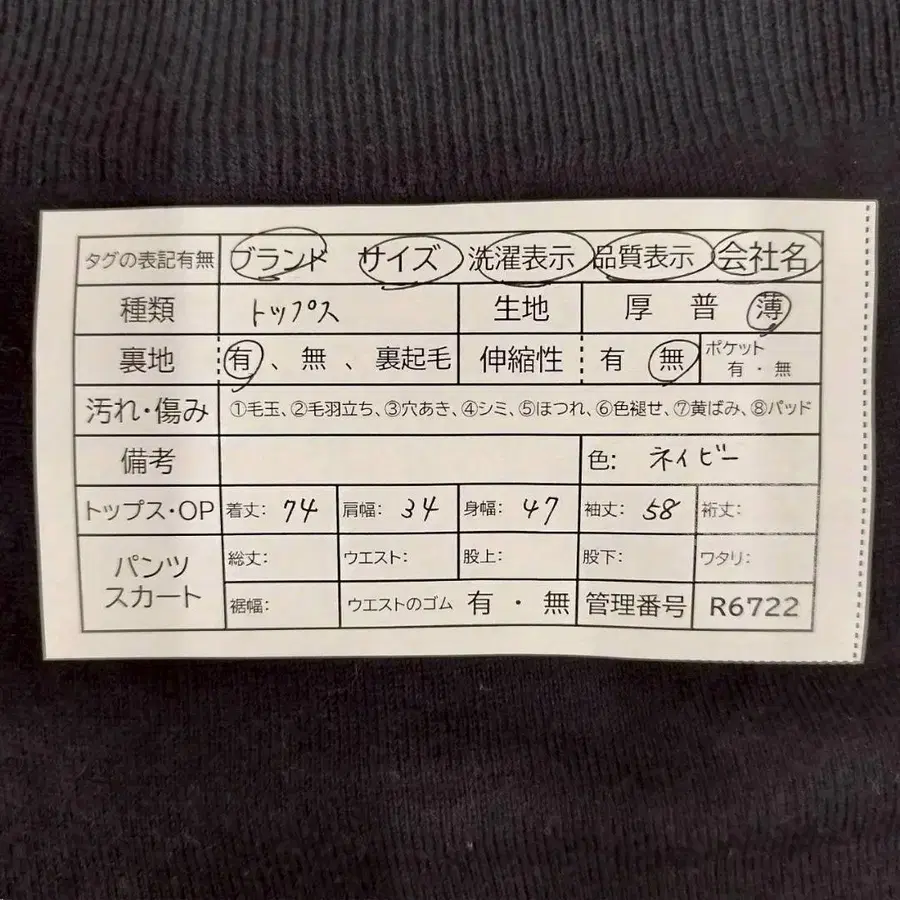 タグの表記有無 ブランド サイズ 洗濯表示 品質表示 会社名
種類 トップス 生地 厚 普 薄
裏地 有、無、裏起毛 伸縮性 有 無 ポケット 有・無
汚れ・傷み ①毛玉、②毛羽立ち、③穴あき、④シミ、⑤ほつれ、⑥色褪せ、⑦黄ばみ、⑧パッド
備考 色: ネイビー
トップス・OP 着丈: 74 肩幅: 34 身幅: 47 袖丈: 58 裄丈:
パンツ スカート 総丈: ウエスト: 股上: 股下: ワタリ:
裾幅: ウエストのゴム 有・無 管理番号 R6722